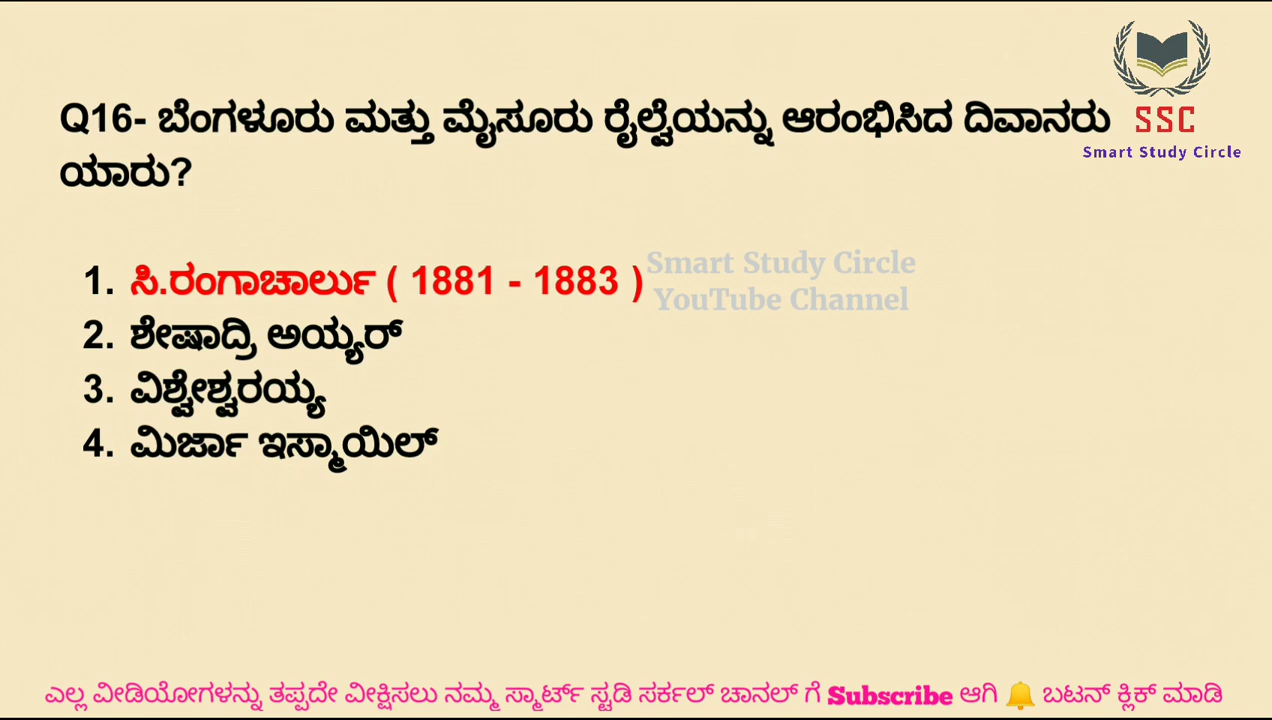 SSC
Smart Study Circle
Q16- ಬೆಂಗಳೂರು ಮತ್ತು ಮೈಸೂರು ರೈಲ್ವೆಯನ್ನು ಆರಂಭಿಸಿದ ದಿವಾನರು
ಯಾರು?
1. ಸಿ.ರಂಗಾಚಾರ್ಲು ( 1881 - 1883 )
Smart Study Circle
YouTube Channel
2. ಶೇಷಾದ್ರಿ ಅಯ್ಯರ್
3. ವಿಶ್ವೇಶ್ವರಯ್ಯ
4. ಮಿರ್ಜಾ ಇಸ್ಮಾಯಿಲ್
ಎಲ್ಲ ವೀಡಿಯೋಗಳನ್ನು ತಪ್ಪದೇ ವೀಕ್ಷಿಸಲು ನಮ್ಮ ಸ್ಮಾರ್ಟ್ ಸ್ಟಡಿ ಸರ್ಕಲ್ ಚಾನಲ್ ಗೆ Subscribe ಆಗಿ 🔔 ಬಟನ್ ಕ್ಲಿಕ್ ಮಾಡಿ